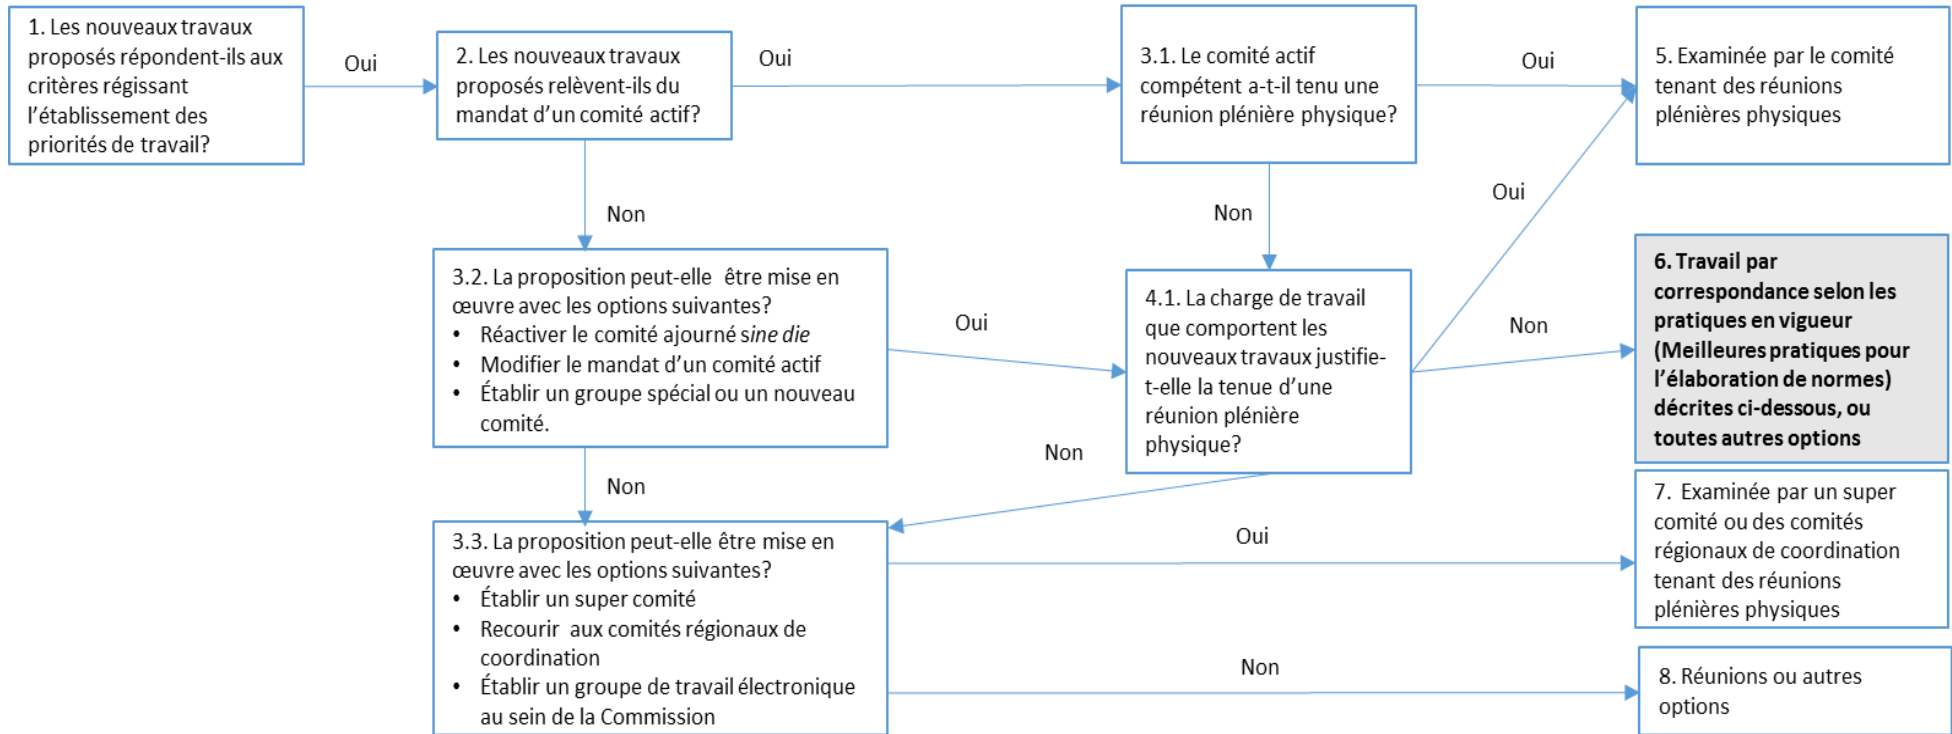 1. Les nouveaux travaux
proposés répondent-ils aux
critères régissant
l'établissement des
priorités de travail?
Oui
2. Les nouveaux travaux
proposés relèvent-ils du
mandat d'un comité actif?
Oui
3.1. Le comité actif
compétent a-t-il tenu une
réunion plénière physique?
Oui
5. Examinée par le comité
tenant des réunions
plénières physiques
Non
Non
Oui
3.2. La proposition peut-elle être mise en
œuvre avec les options suivantes?
• Réactiver le comité ajourné sine die
• Modifier le mandat d'un comité actif
• Établir un groupe spécial ou un nouveau
comité.
Oui
4.1. La charge de travail
que comportent les
nouveaux travaux justifie-
t-elle la tenue d'une
réunion plénière
physique?
Non
6. Travail par
correspondance selon les
pratiques en vigueur
(Meilleures pratiques pour
l'élaboration de normes)
décrites ci-dessous, ou
toutes autres options
Non
Non
3.3. La proposition peut-elle être mise en
œuvre avec les options suivantes?
• Établir un super comité
• Recourir aux comités régionaux de
coordination
• Établir un groupe de travail électronique
au sein de la Commission
Oui
7. Examinée par un super
comité ou des comités
régionaux de coordination
tenant des réunions
plénières physiques
Non
8. Réunions ou autres
options